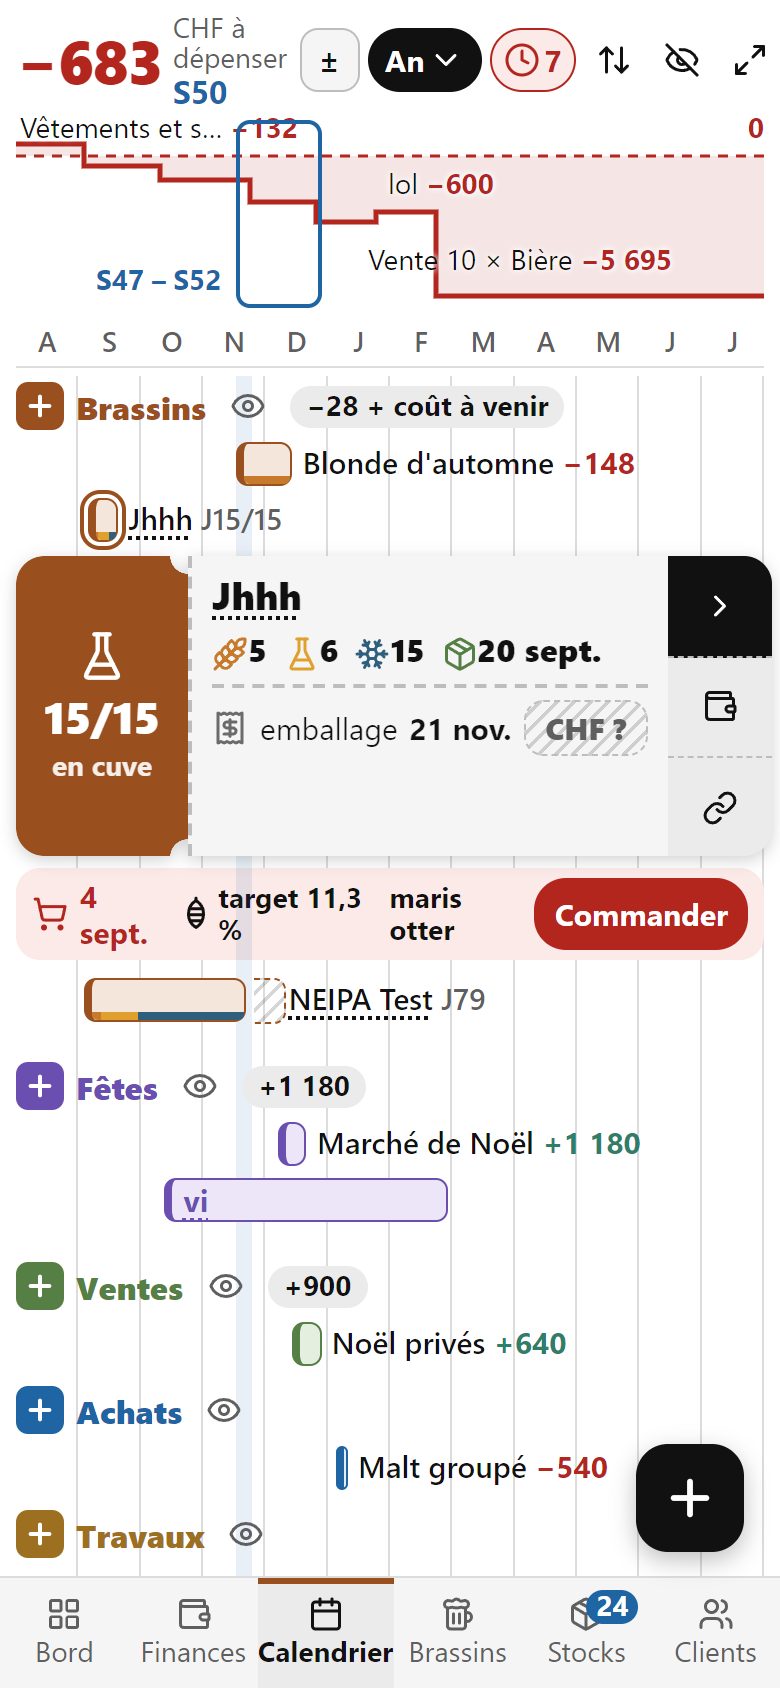 −683
CHF à
dépenser
S50
±
An
7
Vêtements et s... −132
0
lol −600
Vente 10 × Bière −5 695
S47 – S52
A S O N D J F M A M J J
Brassins
−28 + coût à venir
Blonde d'automne −148
Jhhh J15/15
15/15
en cuve
Jhhh
5 6 15 20 sept.
emballage 21 nov. CHF ?
4
sept.
target 11,3
%
maris
otter
Commander
NEIPA Test J79
Fêtes
+1 180
Marché de Noël +1 180
vi
Ventes
+900
Noël privés +640
Achats
Malt groupé −540
Travaux
24
Bord Finances Calendrier Brassins Stocks Clients